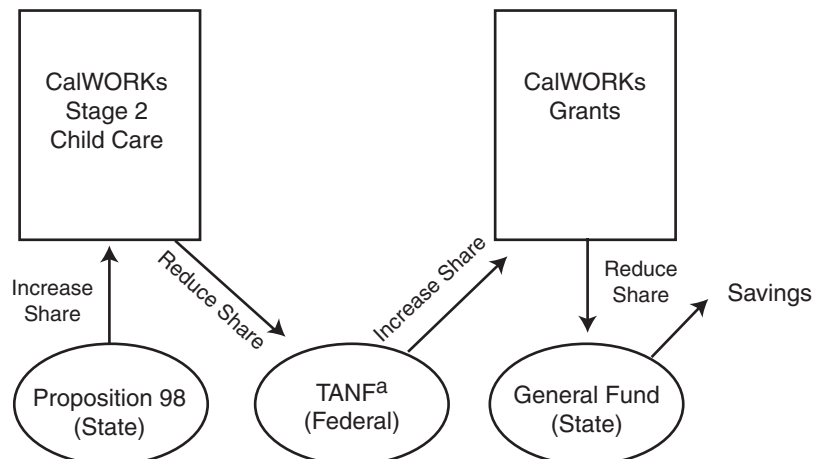 CalWORKs
Stage 2
Child Care
CalWORKs
Grants
Increase
Share
Reduce Share
Increase Share
Reduce
Share
Savings
Proposition 98
(State)
TANFa
(Federal)
General Fund
(State)